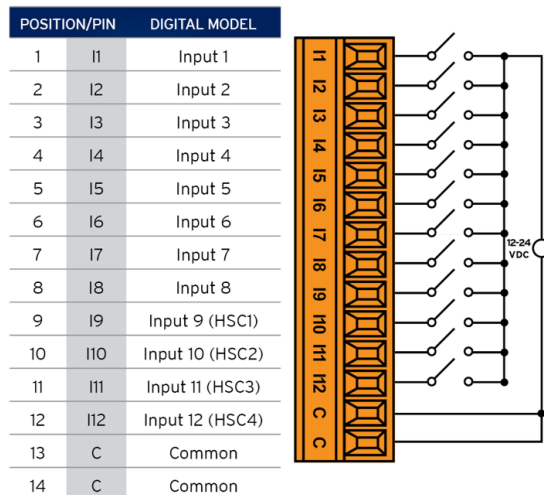 POSITION/PIN DIGITAL MODEL
1 I1 Input 1
2 I2 Input 2
3 I3 Input 3
4 I4 Input 4
5 I5 Input 5
6 I6 Input 6
7 I7 Input 7
8 I8 Input 8
9 I9 Input 9 (HSC1)
10 I10 Input 10 (HSC2)
11 I11 Input 11 (HSC3)
12 I12 Input 12 (HSC4)
13 C Common
14 C Common
I1
I2
I3
I4
I5
I6
I7
I8
I9
I10
I11
I12
C
C
12-24
VDC